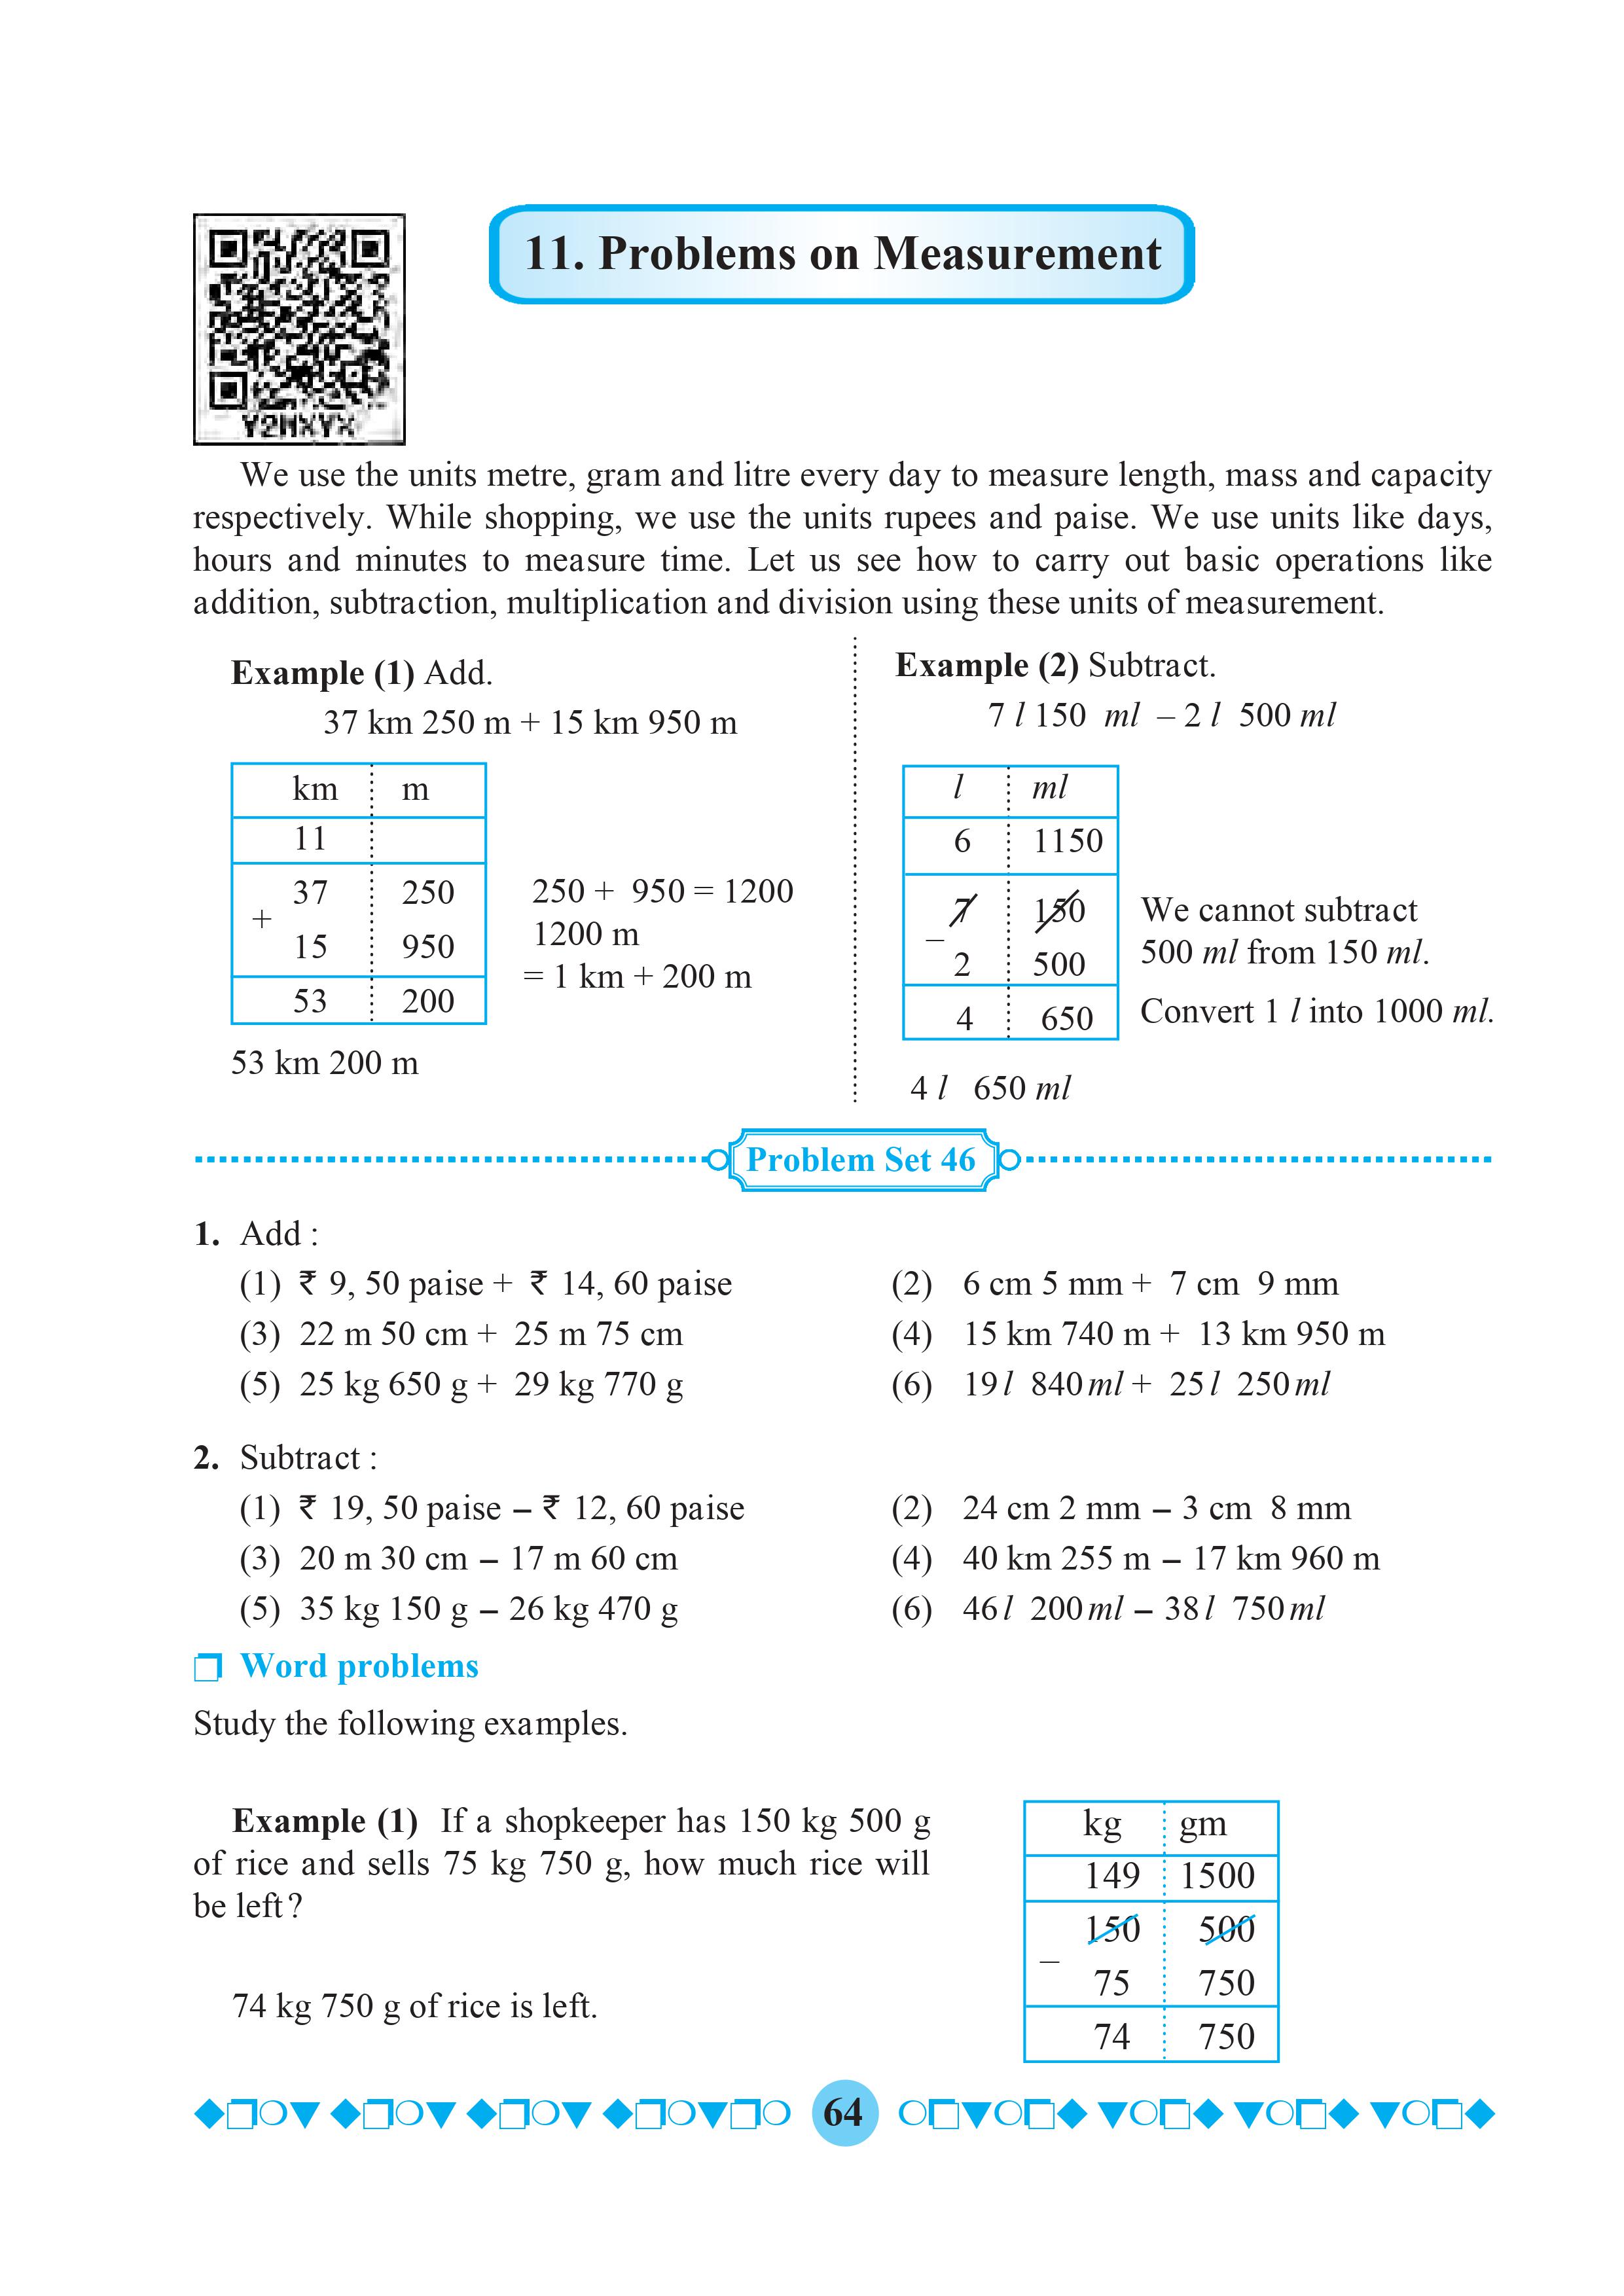 11. Problems on Measurement
Y2HXYX
We use the units metre, gram and litre every day to measure length, mass and capacity
respectively. While shopping, we use the units rupees and paise. We use units like days,
hours and minutes to measure time. Let us see how to carry out basic operations like
addition, subtraction, multiplication and division using these units of measurement.
Example (1) Add.
37 km 250 m + 15 km 950 m
km m
11
37 250
+
15 950
53 200
250 + 950 = 1200
1200 m
= 1 km + 200 m
53 km 200 m
Example (2) Subtract.
7 l 150 ml – 2 l 500 ml
l ml
6 1150
7 150
–
2 500
4 650
We cannot subtract
500 ml from 150 ml.
Convert 1 l into 1000 ml.
4 l 650 ml
Problem Set 46
1. Add :
(1) ₹ 9, 50 paise + ₹ 14, 60 paise (2) 6 cm 5 mm + 7 cm 9 mm
(3) 22 m 50 cm + 25 m 75 cm (4) 15 km 740 m + 13 km 950 m
(5) 25 kg 650 g + 29 kg 770 g (6) 19 l 840 ml + 25 l 250 ml
2. Subtract :
(1) ₹ 19, 50 paise – ₹ 12, 60 paise (2) 24 cm 2 mm – 3 cm 8 mm
(3) 20 m 30 cm – 17 m 60 cm (4) 40 km 255 m – 17 km 960 m
(5) 35 kg 150 g – 26 kg 470 g (6) 46 l 200 ml – 38 l 750 ml
Word problems
Study the following examples.
Example (1) If a shopkeeper has 150 kg 500 g
of rice and sells 75 kg 750 g, how much rice will
be left ?
74 kg 750 g of rice is left.
kg gm
149 1500
150 500
–
75 750
74 750
64